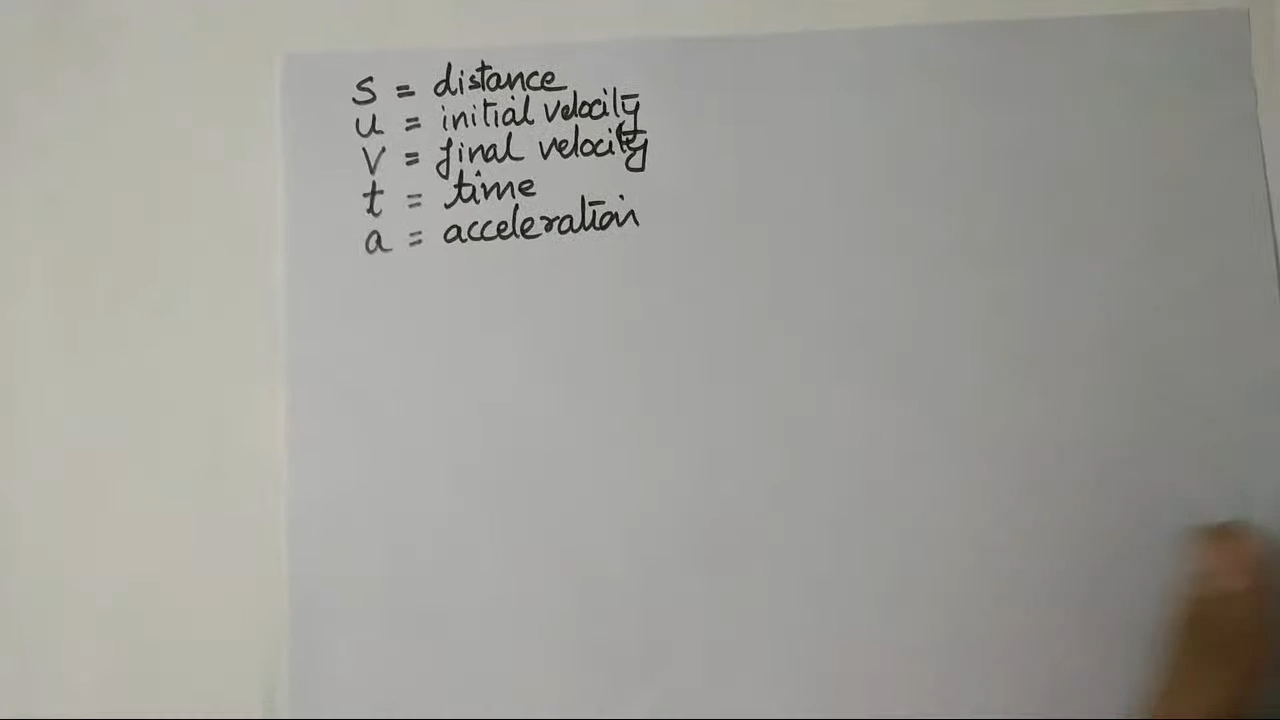 s = distance
u = initial velocity
v = final velocity
t = time
a = acceleration